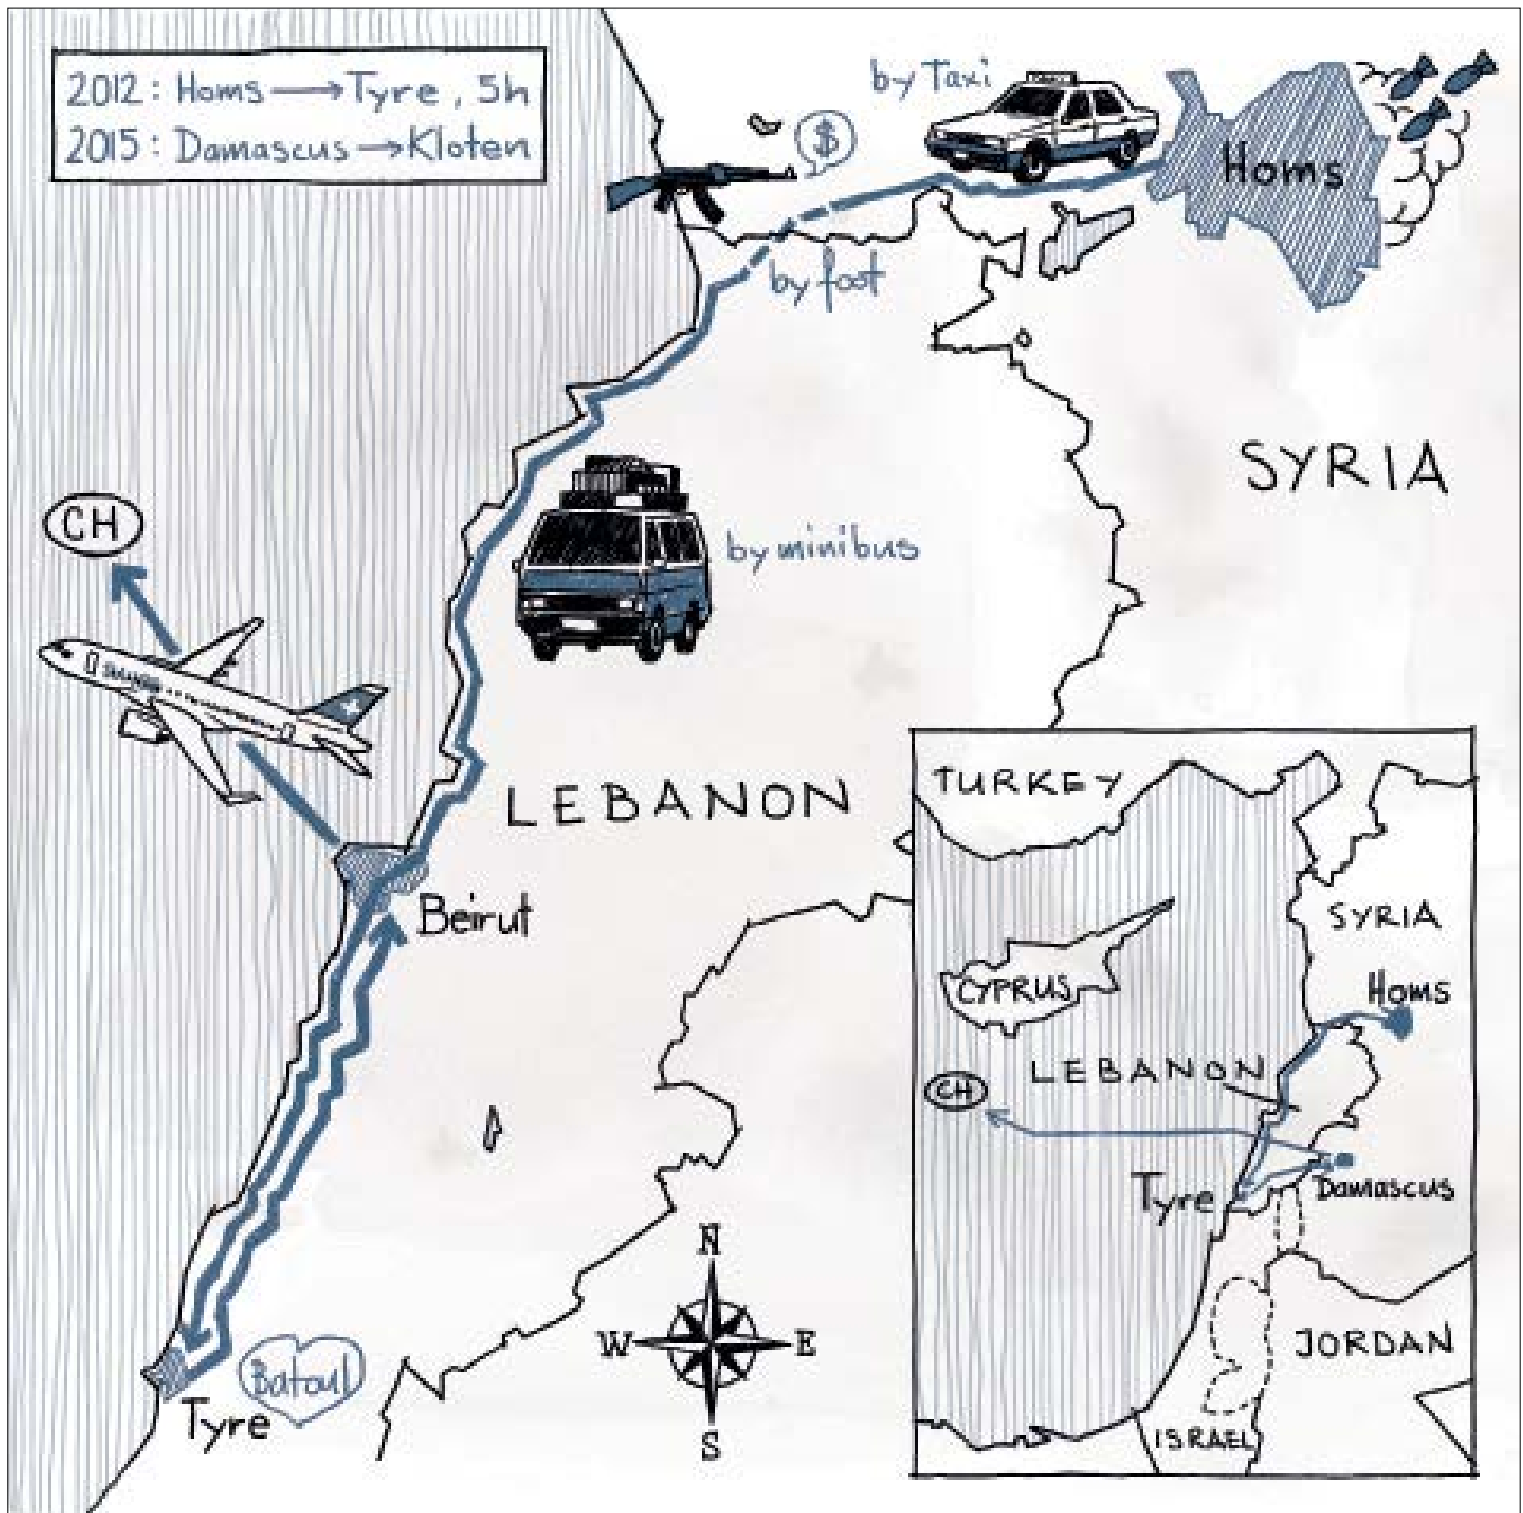 2012: Homs → Tyre, 5h
2015: Damascus → Kloten
by Taxi
$
Homs
by foot
SYRIA
CH
by minibus
LEBANON
Beirut
Batoul
Tyre
N
W E
S
TURKEY
SYRIA
CYPRUS
Homs
LEBANON
CH
Tyre
Damascus
JORDAN
ISRAEL